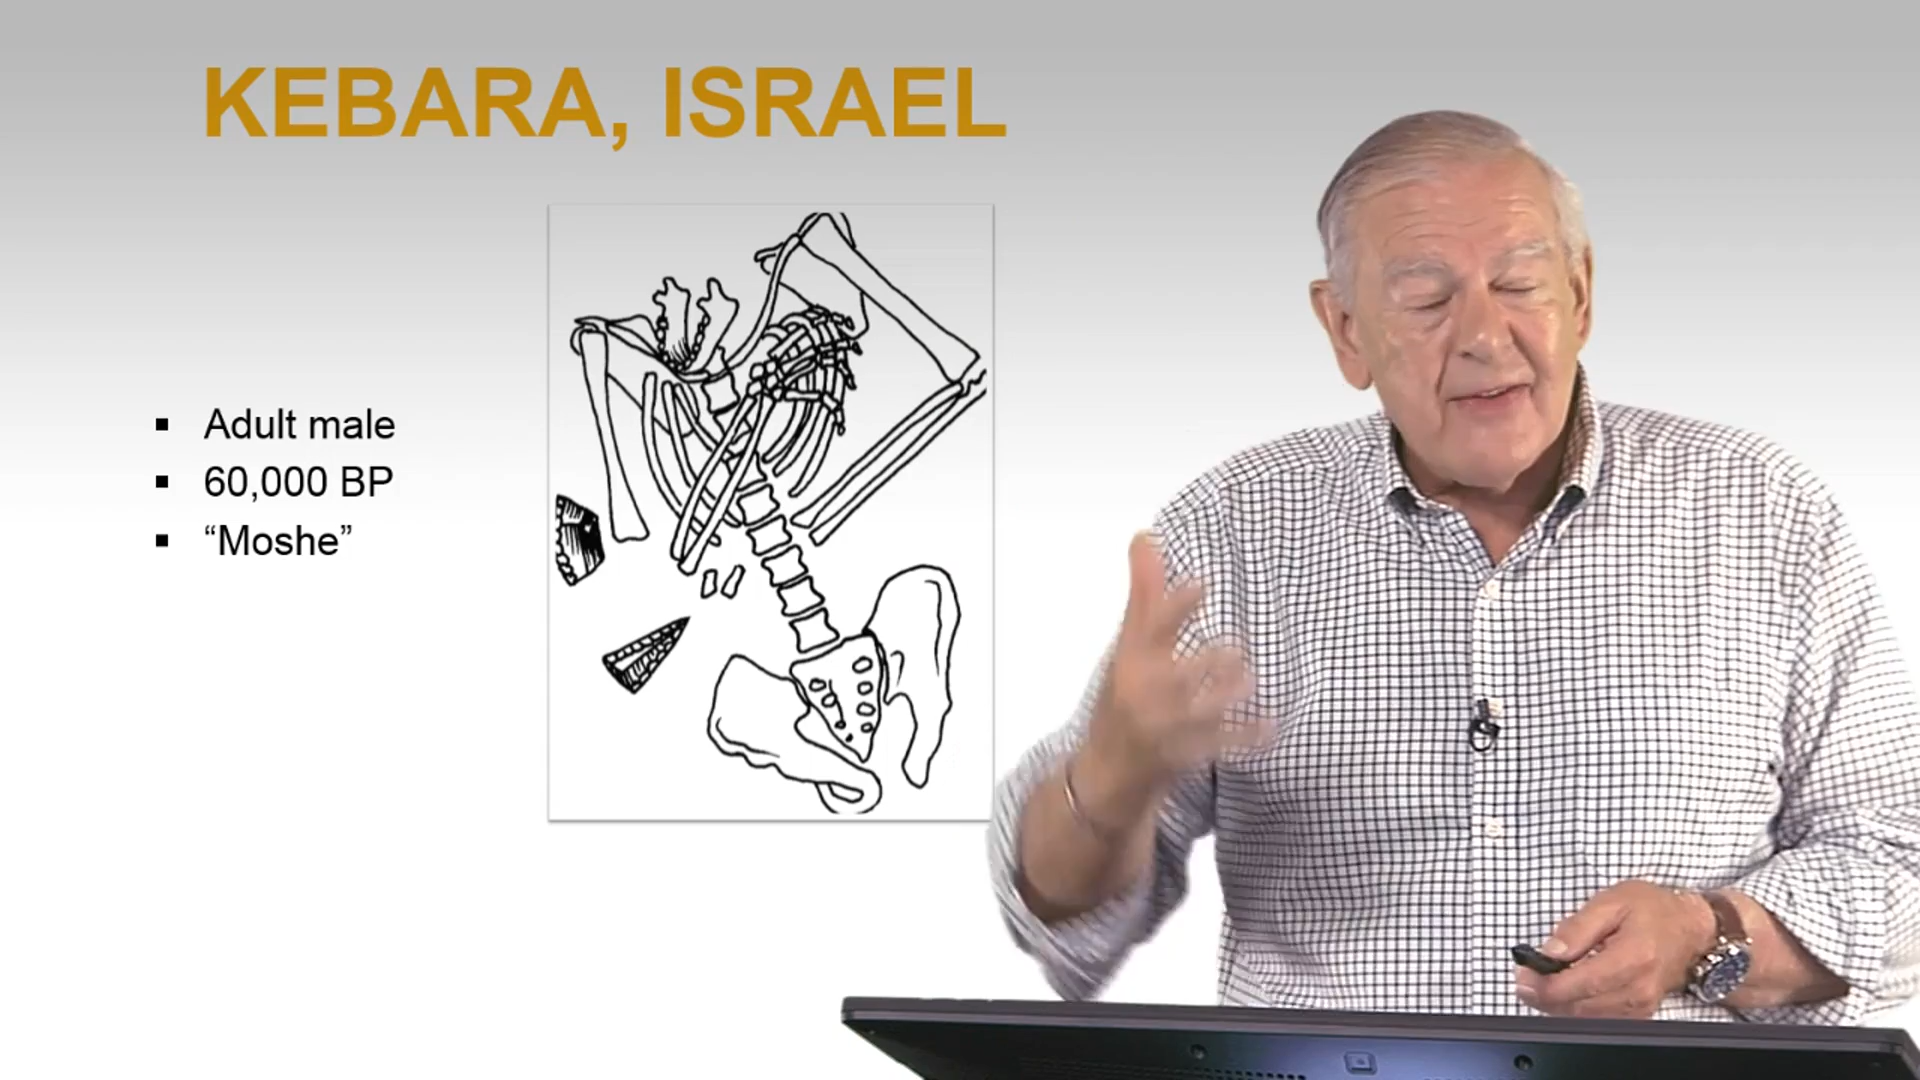 KEBARA, ISRAEL
▪ Adult male
▪ 60,000 BP
▪ “Moshe”